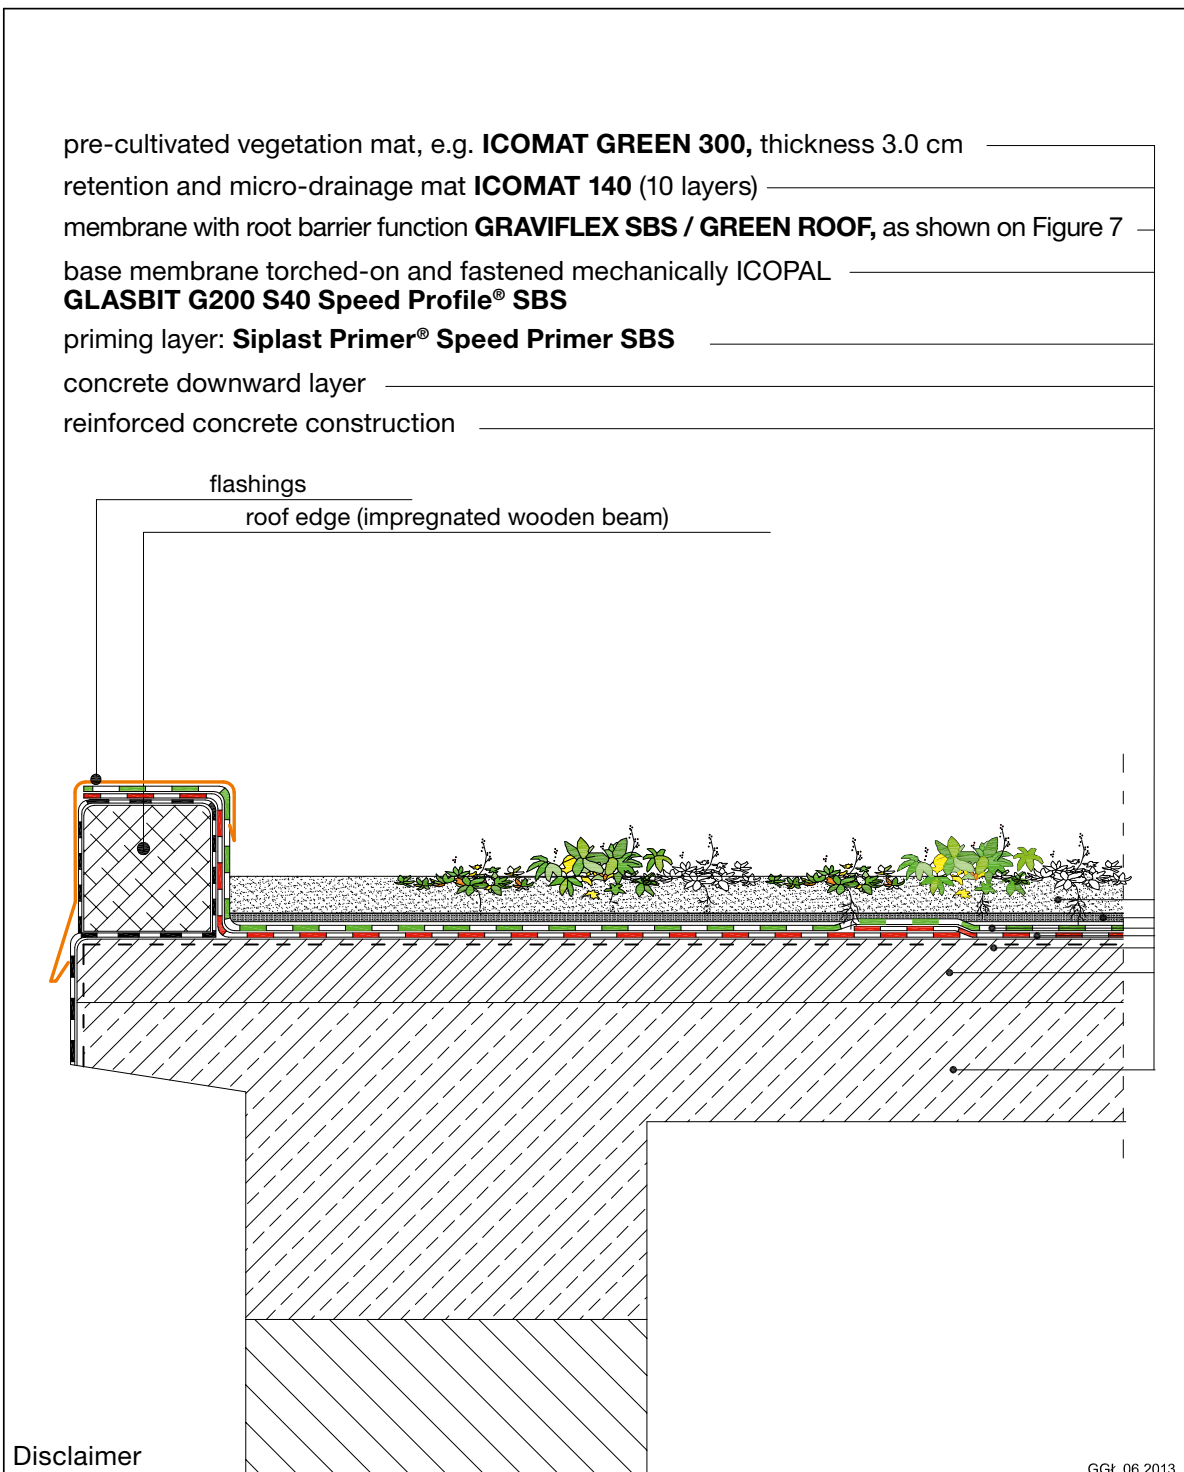 pre-cultivated vegetation mat, e.g. ICOMAT GREEN 300, thickness 3.0 cm
retention and micro-drainage mat ICOMAT 140 (10 layers)
membrane with root barrier function GRAVIFLEX SBS / GREEN ROOF, as shown on Figure 7
base membrane torched-on and fastened mechanically ICOPAL
GLASBIT G200 S40 Speed Profile® SBS
priming layer: Siplast Primer® Speed Primer SBS
concrete downward layer
reinforced concrete construction
flashings
roof edge (impregnated wooden beam)
Disclaimer
GGŁ 06.2013